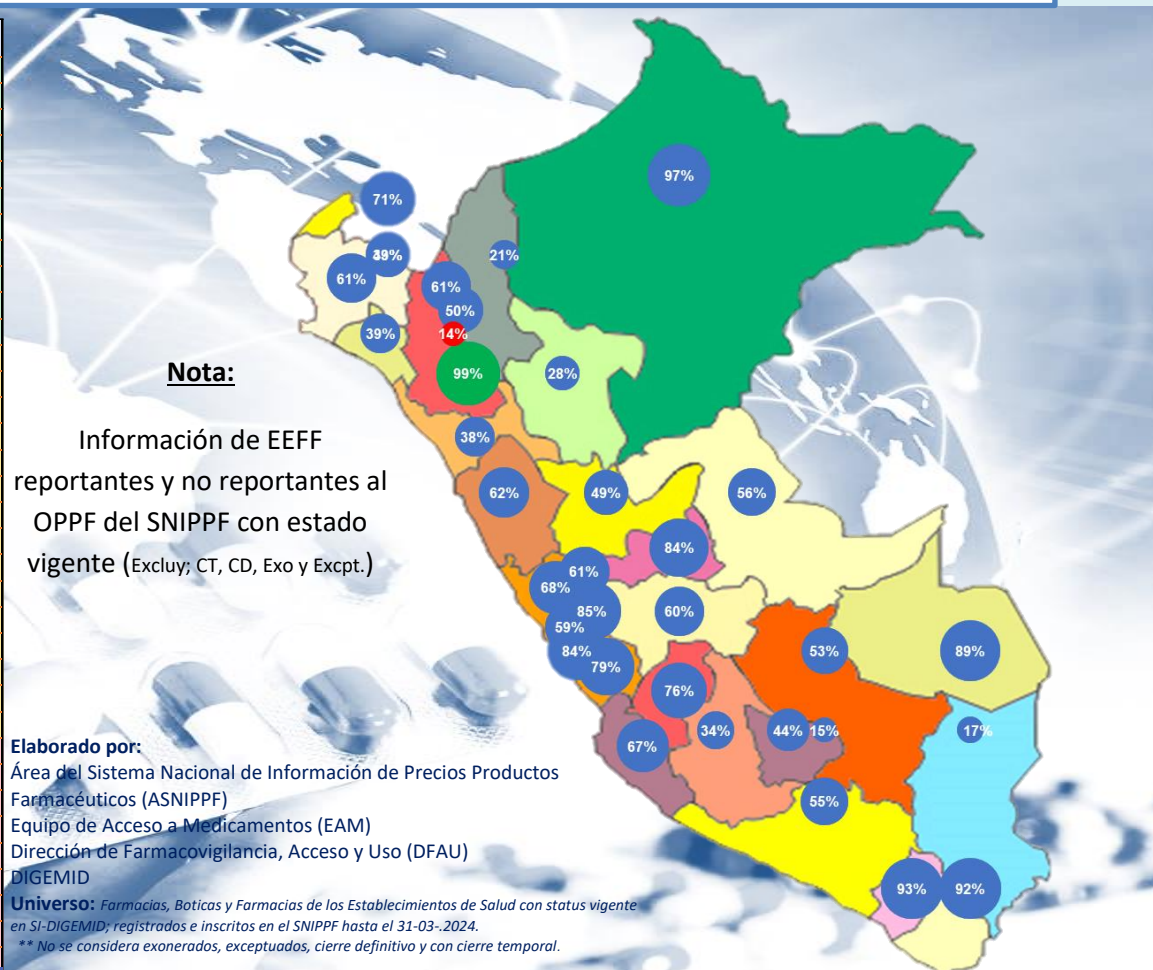 97%
71%
49%
61%
21%
61%
50%
39%
14%
99%
28%
Nota:
Información de EEFF
reportantes y no reportantes al
OPPF del SNIPPF con estado
vigente (Excluy; CT, CD, Exo y Excpt.)
38%
62%
49%
56%
84%
61%
68%
85%
60%
59%
84%
79%
53%
89%
76%
67%
34%
44%
15%
17%
55%
93%
92%
Elaborado por:
Área del Sistema Nacional de Información de Precios Productos
Farmacéuticos (ASNIPPF)
Equipo de Acceso a Medicamentos (EAM)
Dirección de Farmacovigilancia, Acceso y Uso (DFAU)
DIGEMID
Universo: Farmacias, Boticas y Farmacias de los Establecimientos de Salud con status vigente
en SI-DIGEMID; registrados e inscritos en el SNIPPF hasta el 31-03-.2024.
** No se considera exonerados, exceptuados, cierre definitivo y con cierre temporal.